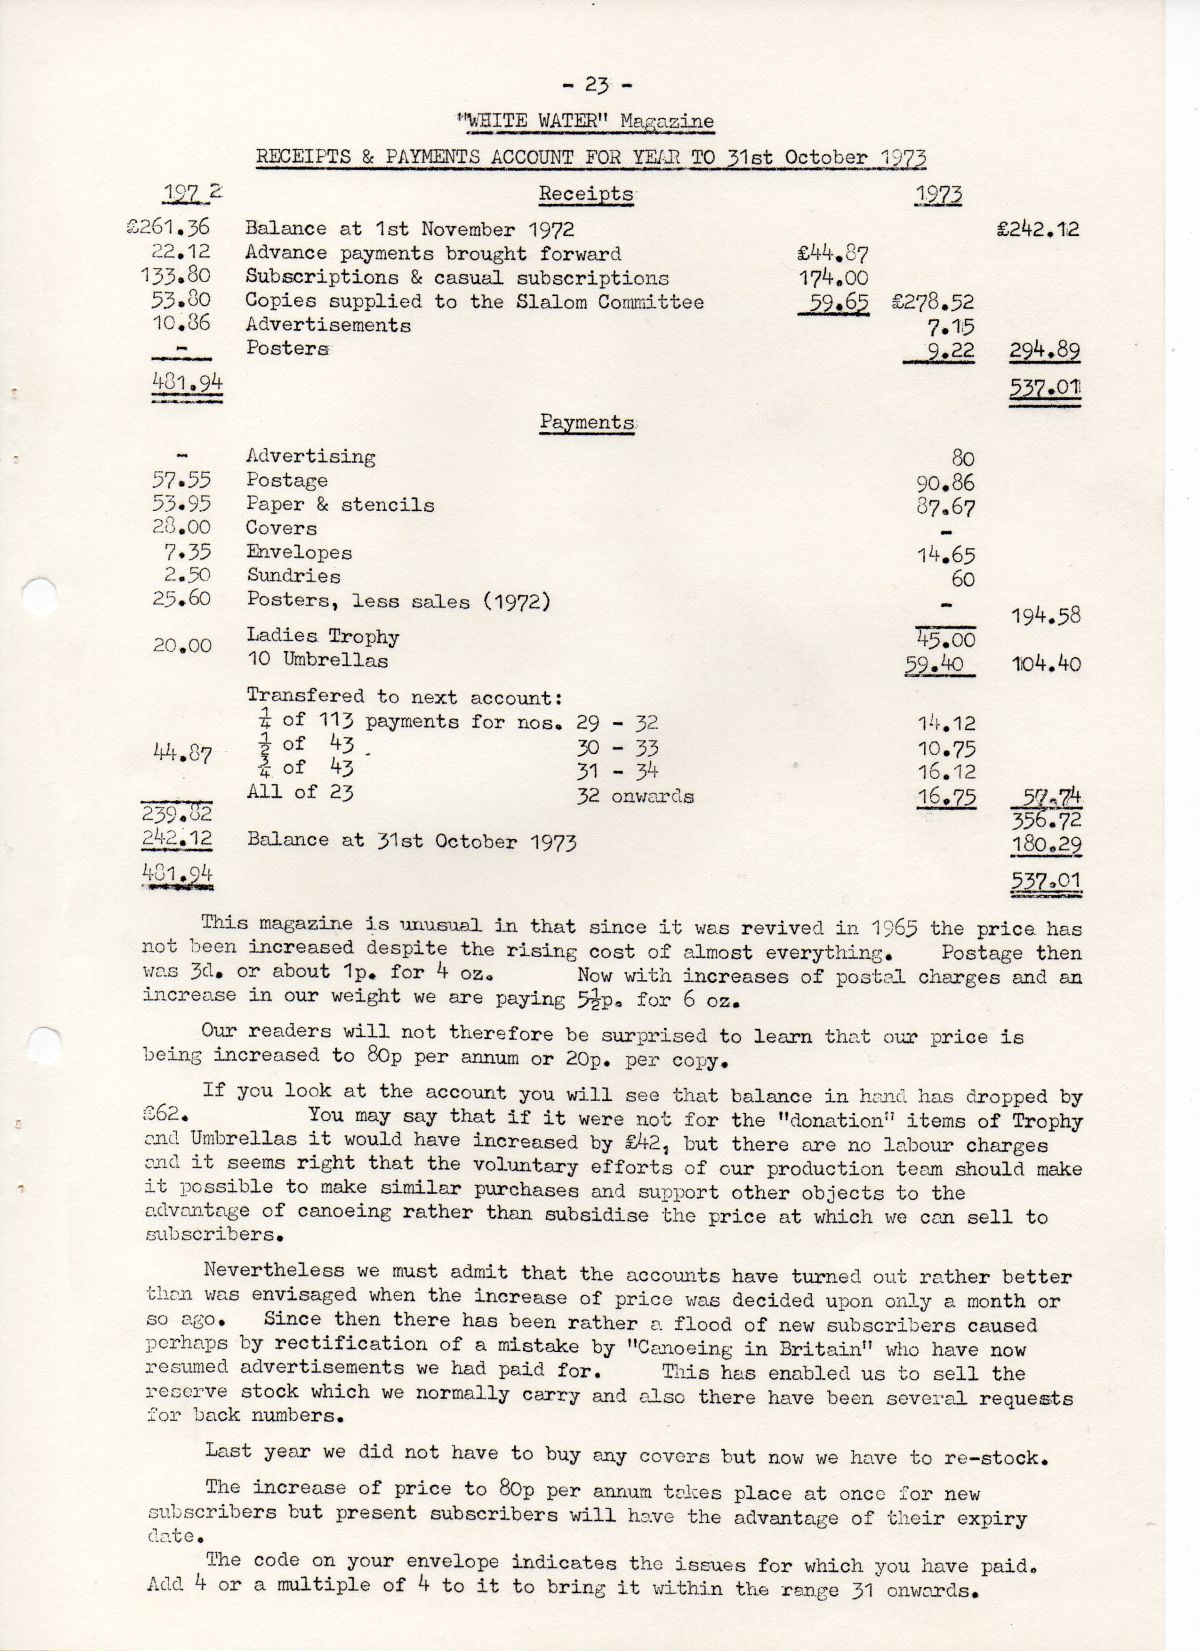 - 23 -
"WHITE WATER" Magazine
RECEIPTS & PAYMENTS ACCOUNT FOR YEAR TO 31st October 1973
1972 Receipts 1973
£261.36 Balance at 1st November 1972 £242.12
22.12 Advance payments brought forward £44.87
133.80 Subscriptions & casual subscriptions 174.00
53.80 Copies supplied to the Slalom Committee 59.65 £278.52
10.86 Advertisements 7.15
- Posters 9.22 294.89
481.94 537.01
Payments
- Advertising 80
57.55 Postage 90.86
53.95 Paper & stencils 87.67
28.00 Covers -
7.35 Envelopes 14.65
2.50 Sundries 60
25.60 Posters, less sales (1972) - 194.58
20.00 Ladies Trophy 45.00
10 Umbrellas 59.40 104.40
Transfered to next account:
¼ of 113 payments for nos. 29 - 32 14.12
½ of 43 30 - 33 10.75
44.87 ¾ of 43 31 - 34 16.12
All of 23 32 onwards 16.75 57.74
239.82 356.72
242.12 Balance at 31st October 1973 180.29
481.94 537.01
This magazine is unusual in that since it was revived in 1965 the price has
not been increased despite the rising cost of almost everything. Postage then
was 3d. or about 1p. for 4 oz. Now with increases of postal charges and an
increase in our weight we are paying 5½p. for 6 oz.
Our readers will not therefore be surprised to learn that our price is
being increased to 80p per annum or 20p. per copy.
If you look at the account you will see that balance in hand has dropped by
£62. You may say that if it were not for the "donation" items of Trophy
and Umbrellas it would have increased by £42, but there are no labour charges
and it seems right that the voluntary efforts of our production team should make
it possible to make similar purchases and support other objects to the
advantage of canoeing rather than subsidise the price at which we can sell to
subscribers.
Nevertheless we must admit that the accounts have turned out rather better
than was envisaged when the increase of price was decided upon only a month or
so ago. Since then there has been rather a flood of new subscribers caused
perhaps by rectification of a mistake by "Canoeing in Britain" who have now
resumed advertisements we had paid for. This has enabled us to sell the
reserve stock which we normally carry and also there have been several requests
for back numbers.
Last year we did not have to buy any covers but now we have to re-stock.
The increase of price to 80p per annum takes place at once for new
subscribers but present subscribers will have the advantage of their expiry
date.
The code on your envelope indicates the issues for which you have paid.
Add 4 or a multiple of 4 to it to bring it within the range 31 onwards.